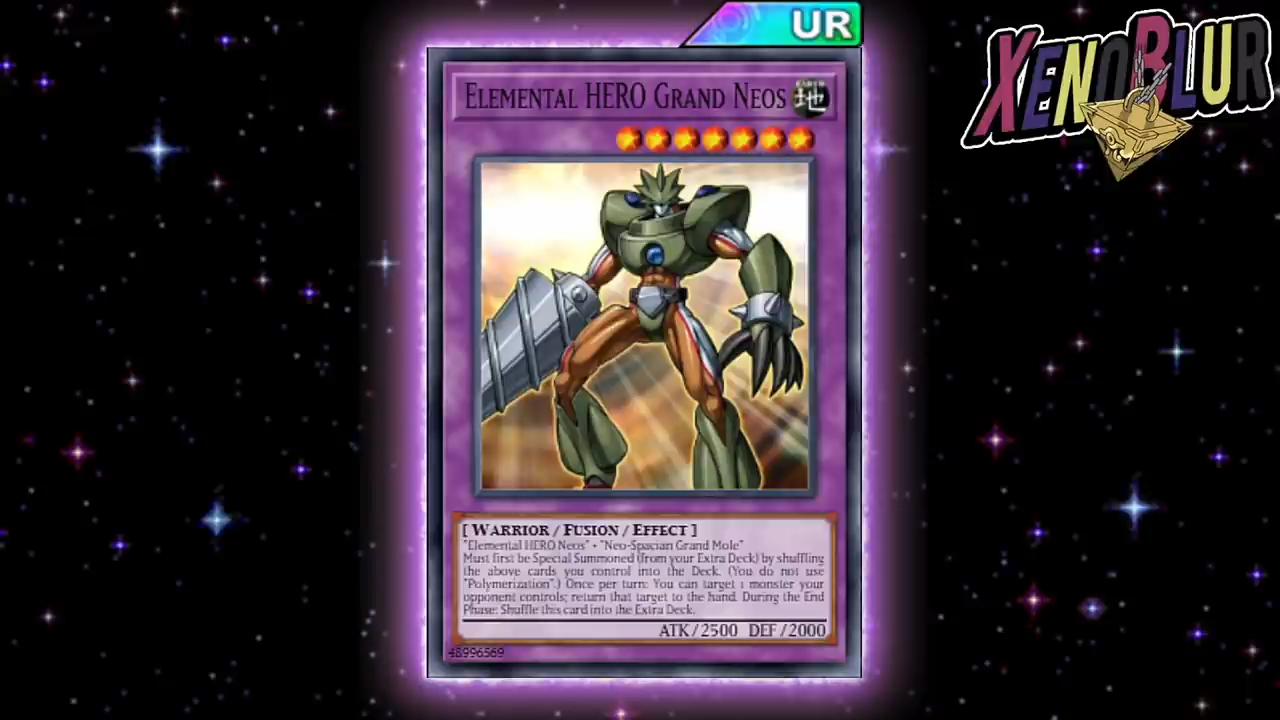 UR
XENOBLUR
Elemental HERO Grand Neos
EARTH
地
[ Warrior / Fusion / Effect ]
"Elemental HERO Neos" + "Neo-Spacian Grand Mole"
Must first be Special Summoned (from your Extra Deck) by shuffling
the above cards you control into the Deck. (You do not use
"Polymerization".) Once per turn: You can target 1 monster your
opponent controls; return that target to the hand. During the End
Phase: Shuffle this card into the Extra Deck.
ATK/2500 DEF/2000
48996569